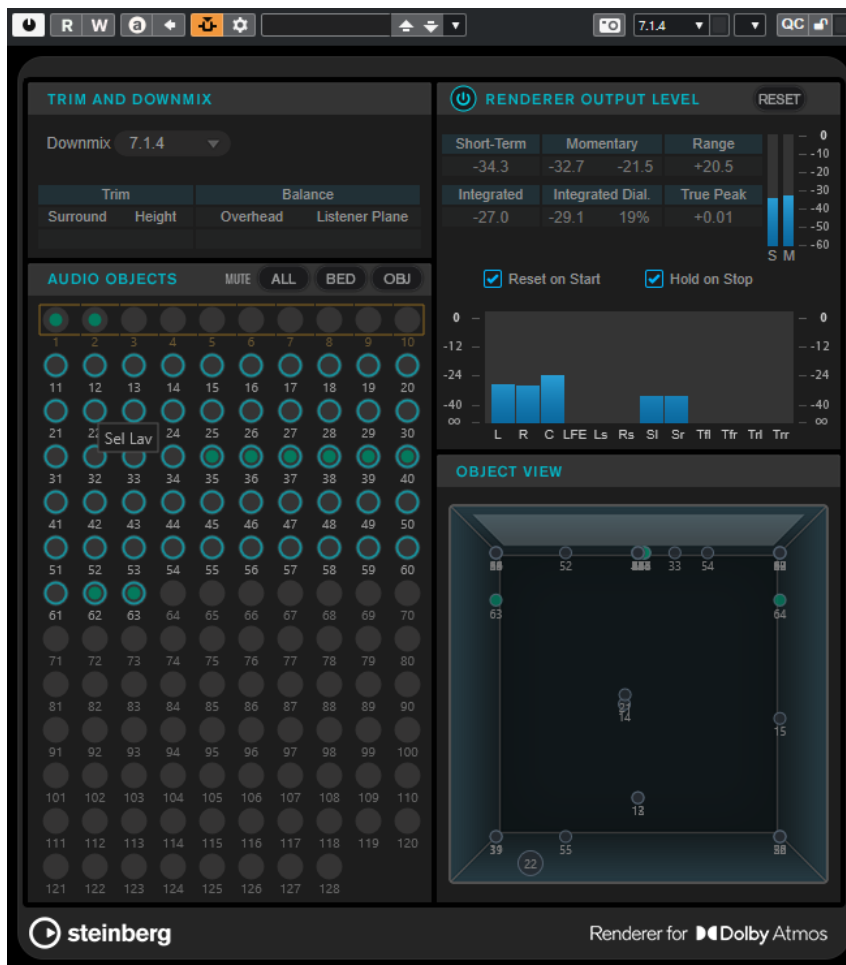 R W a 7.1.4 QC
TRIM AND DOWNMIX
Downmix 7.1.4
Trim Balance
Surround Height Overhead Listener Plane
RENDERER OUTPUT LEVEL RESET
Short-Term Momentary Range
-34.3 -32.7 -21.5 +20.5
Integrated Integrated Dial. True Peak
-27.0 -29.1 19% +0.01
0
-10
-20
-30
-40
-50
-60
S M
Reset on Start Hold on Stop
0 0
-12 -12
-24 -24
-40 -40
∞ ∞
L R C LFE Ls Rs Sl Sr Tfl Tfr Trl Trr
AUDIO OBJECTS MUTE ALL BED OBJ
1 2 3 4 5 6 7 8 9 10
11 12 13 14 15 16 17 18 19 20
21 24 25 26 27 28 29 30
Sel Lav
31 32 33 34 35 36 37 38 39 40
41 42 43 44 45 46 47 48 49 50
51 52 53 54 55 56 57 58 59 60
61 62 63 64 65 66 67 68 69 70
71 72 73 74 75 76 77 78 79 80
81 82 83 84 85 86 87 88 89 90
91 92 93 94 95 96 97 98 99 100
101 102 103 104 105 106 107 108 109 110
111 112 113 114 115 116 117 118 119 120
121 122 123 124 125 126 127 128
OBJECT VIEW
52 33 54
63 64
14
15
55
22
steinberg
Renderer for Dolby Atmos